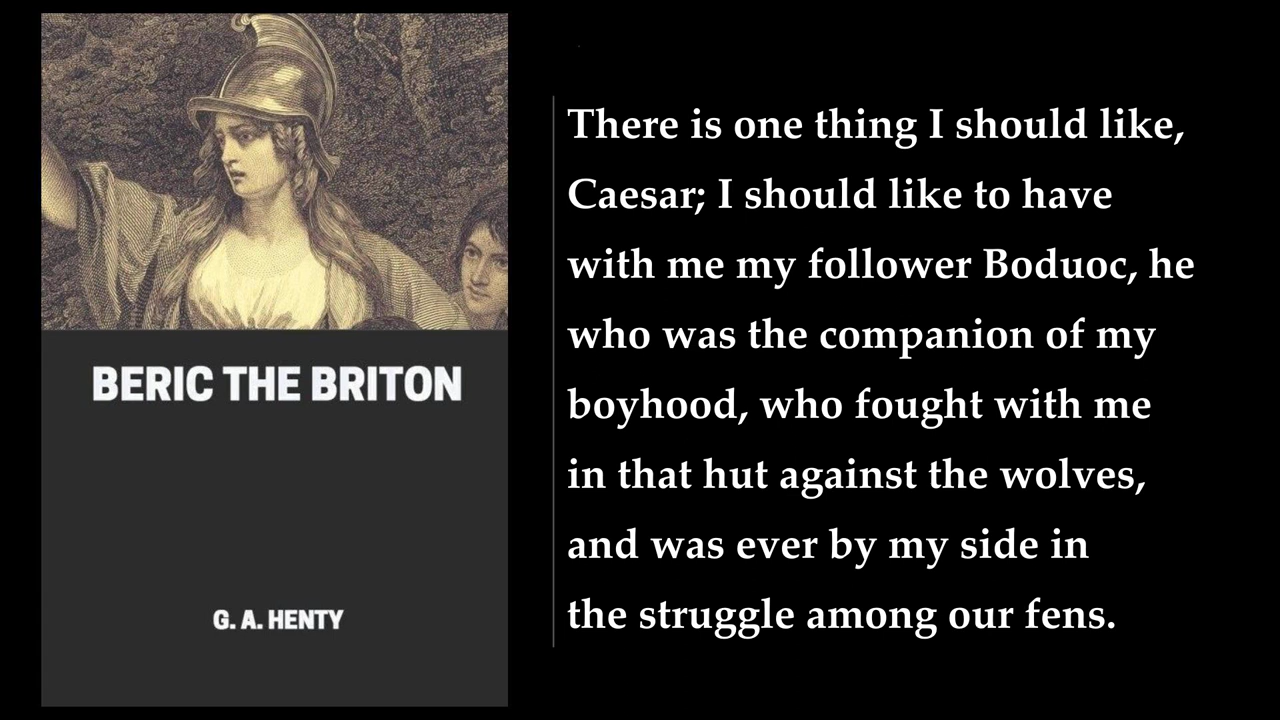 BERIC THE BRITON
G. A. HENTY
There is one thing I should like,
Caesar; I should like to have
with me my follower Boduoc, he
who was the companion of my
boyhood, who fought with me
in that hut against the wolves,
and was ever by my side in
the struggle among our fens.